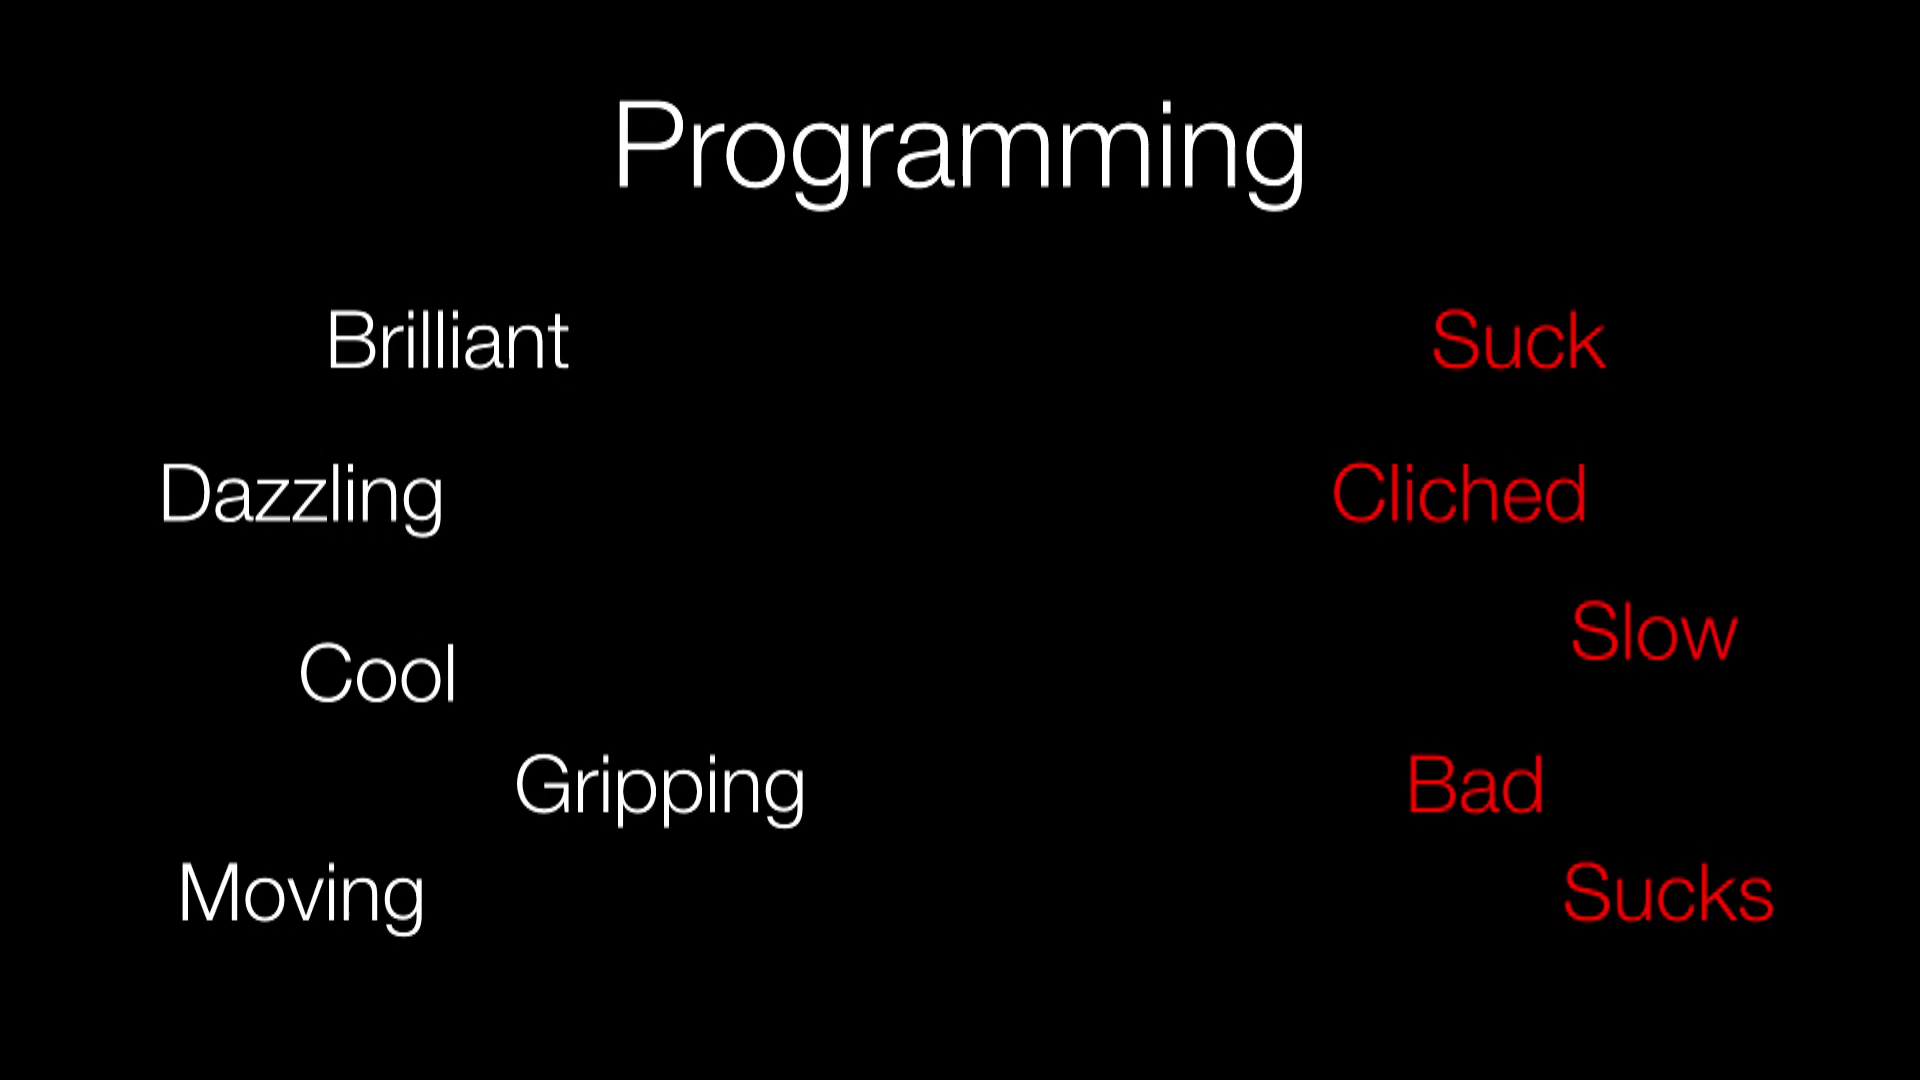 Programming
Brilliant
Suck
Dazzling
Cliched
Slow
Cool
Gripping
Bad
Moving
Sucks